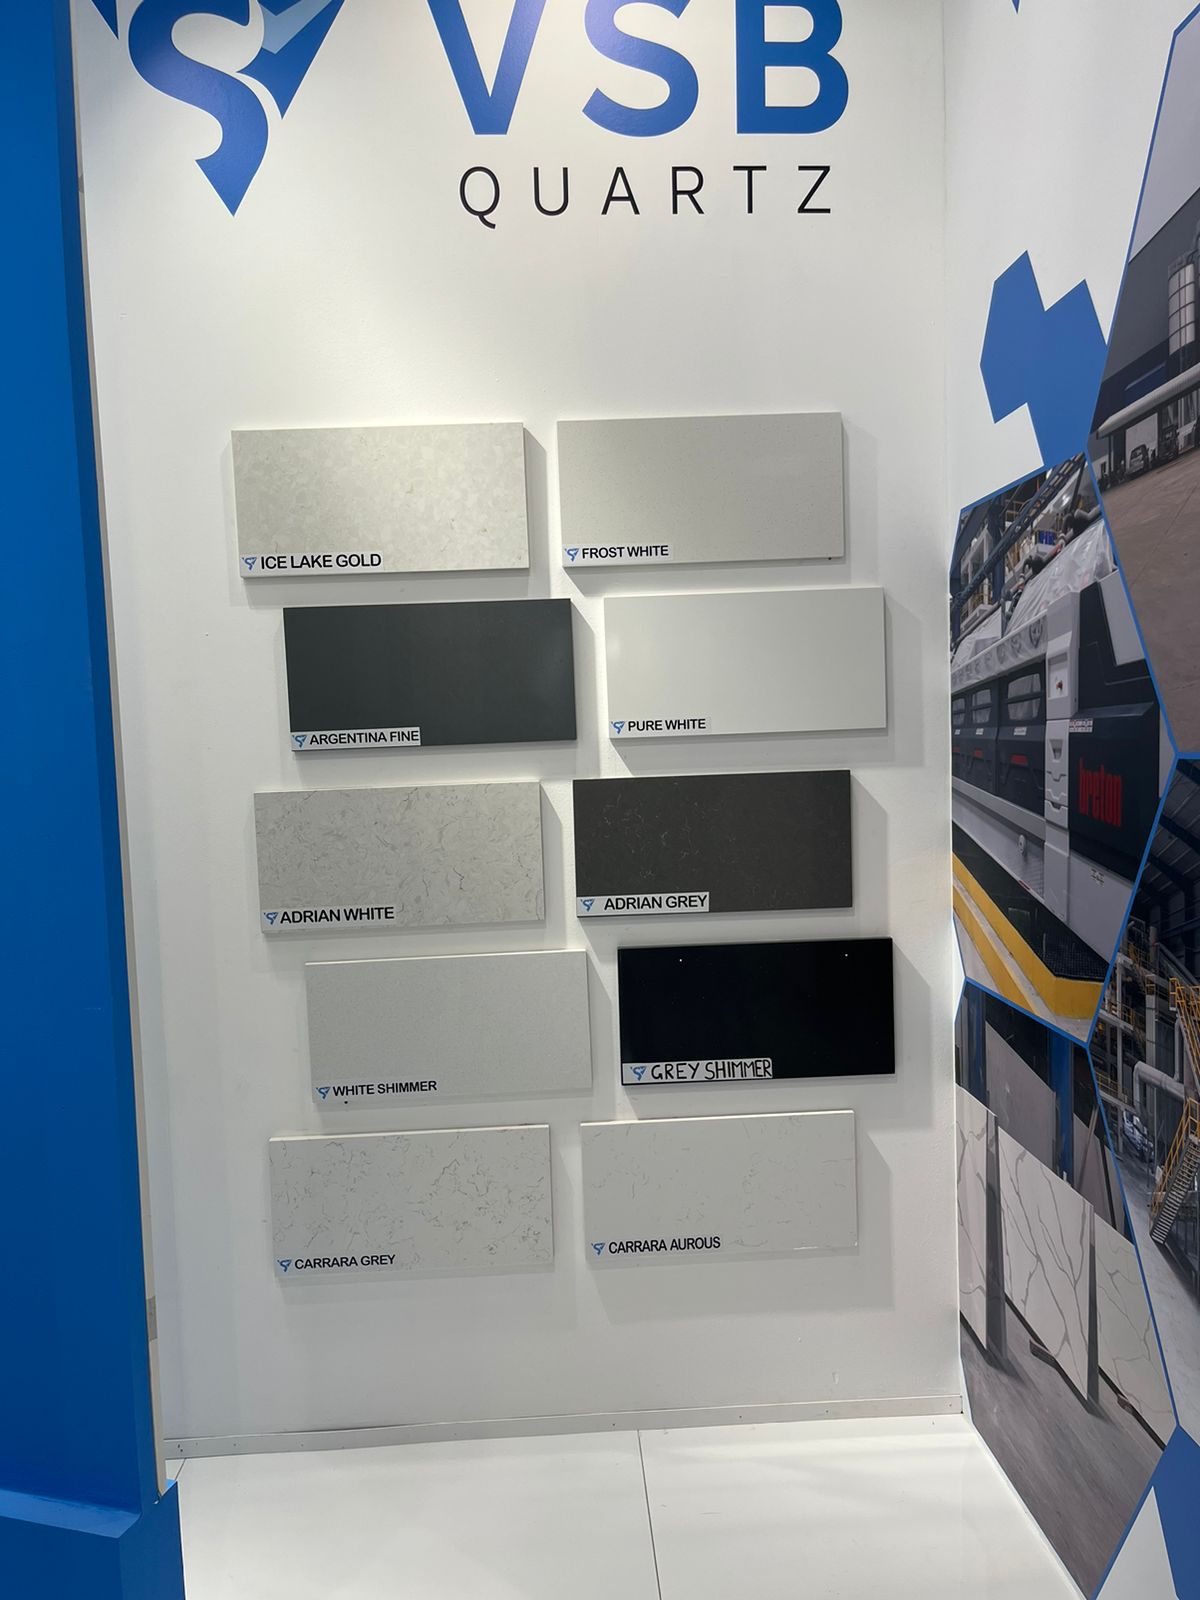 VSB
QUARTZ
ICE LAKE GOLD
FROST WHITE
ARGENTINA FINE
PURE WHITE
ADRIAN WHITE
ADRIAN GREY
WHITE SHIMMER
GREY SHIMMER
CARRARA GREY
CARRARA AUROUS
breton